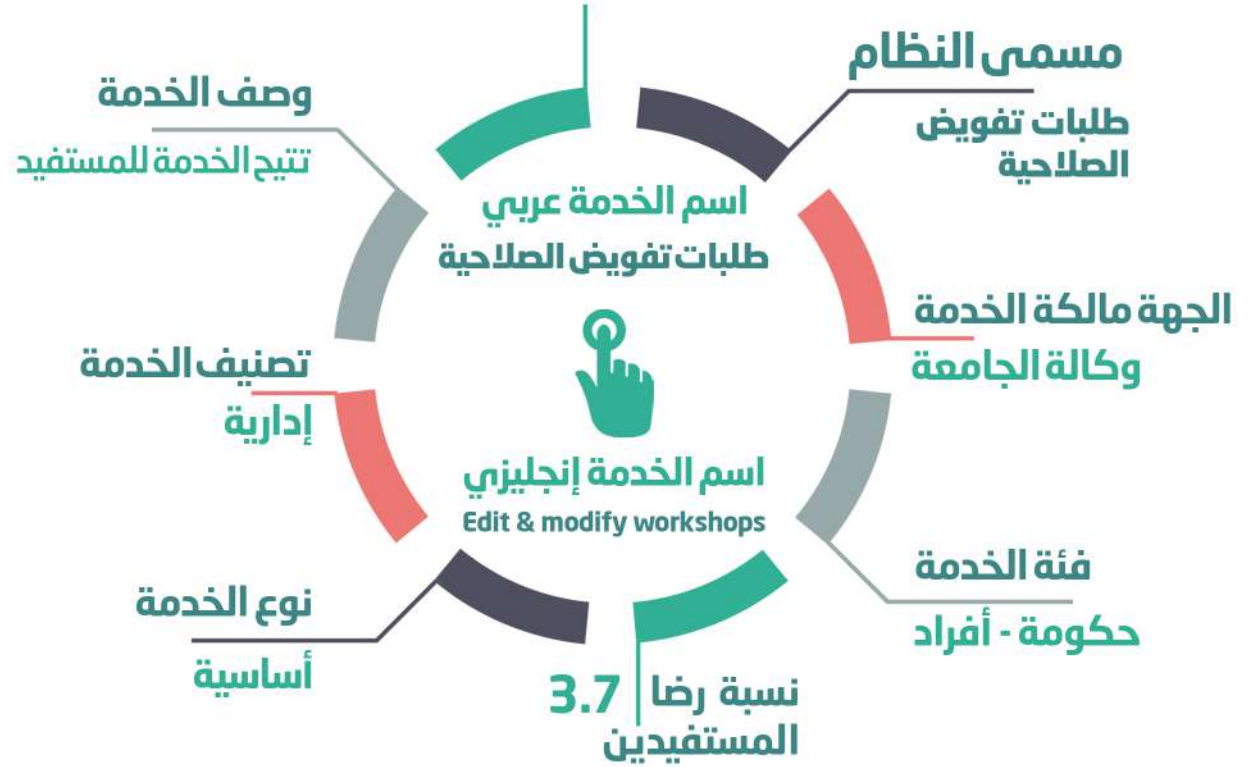 مسمى النظام
طلبات تفويض
الصلاحية
وصف الخدمة
تتيح الخدمة للمستفيد
اسم الخدمة عربي
طلبات تفويض الصلاحية
الجهة مالكة الخدمة
وكالة الجامعة
تصنيف الخدمة
إدارية
اسم الخدمة إنجليزي
Edit & modify workshops
فئة الخدمة
حكومة - أفراد
نوع الخدمة
أساسية
نسبة رضا 3.7
المستفيدين